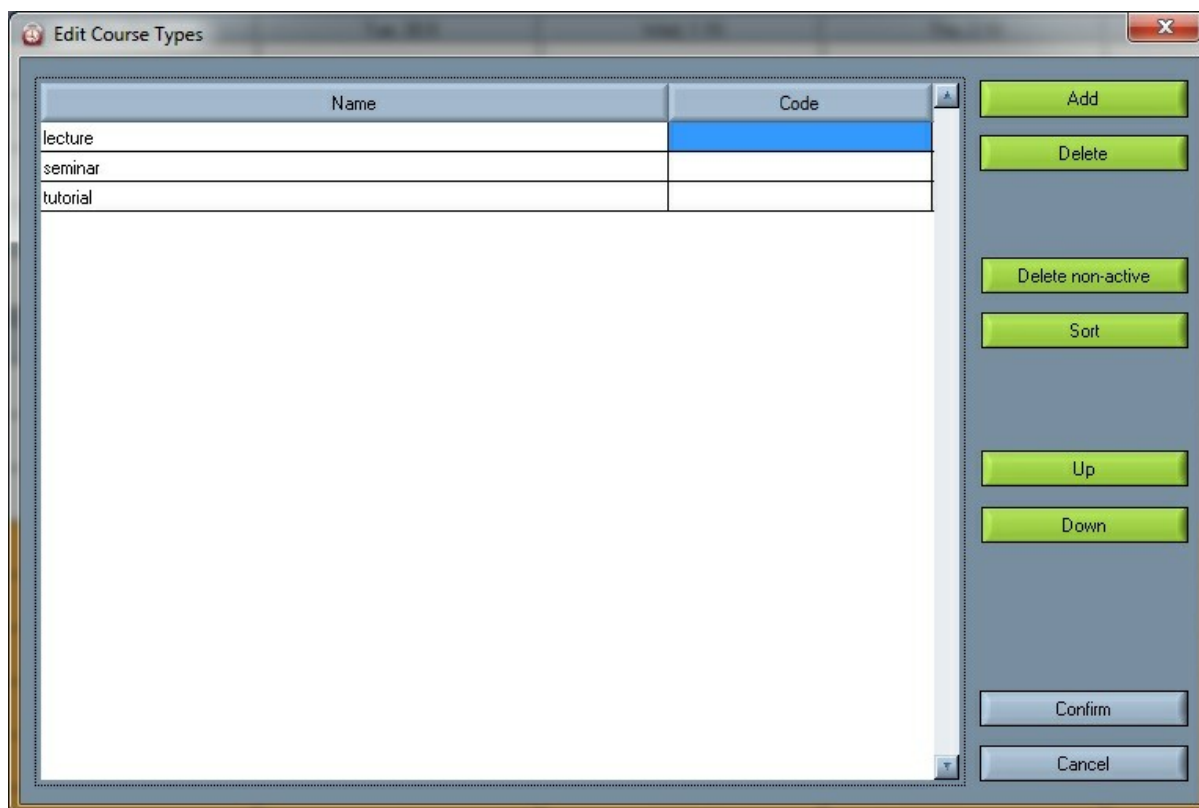 Edit Course Types
Name Code
lecture
seminar
tutorial
Add
Delete
Delete non-active
Sort
Up
Down
Confirm
Cancel